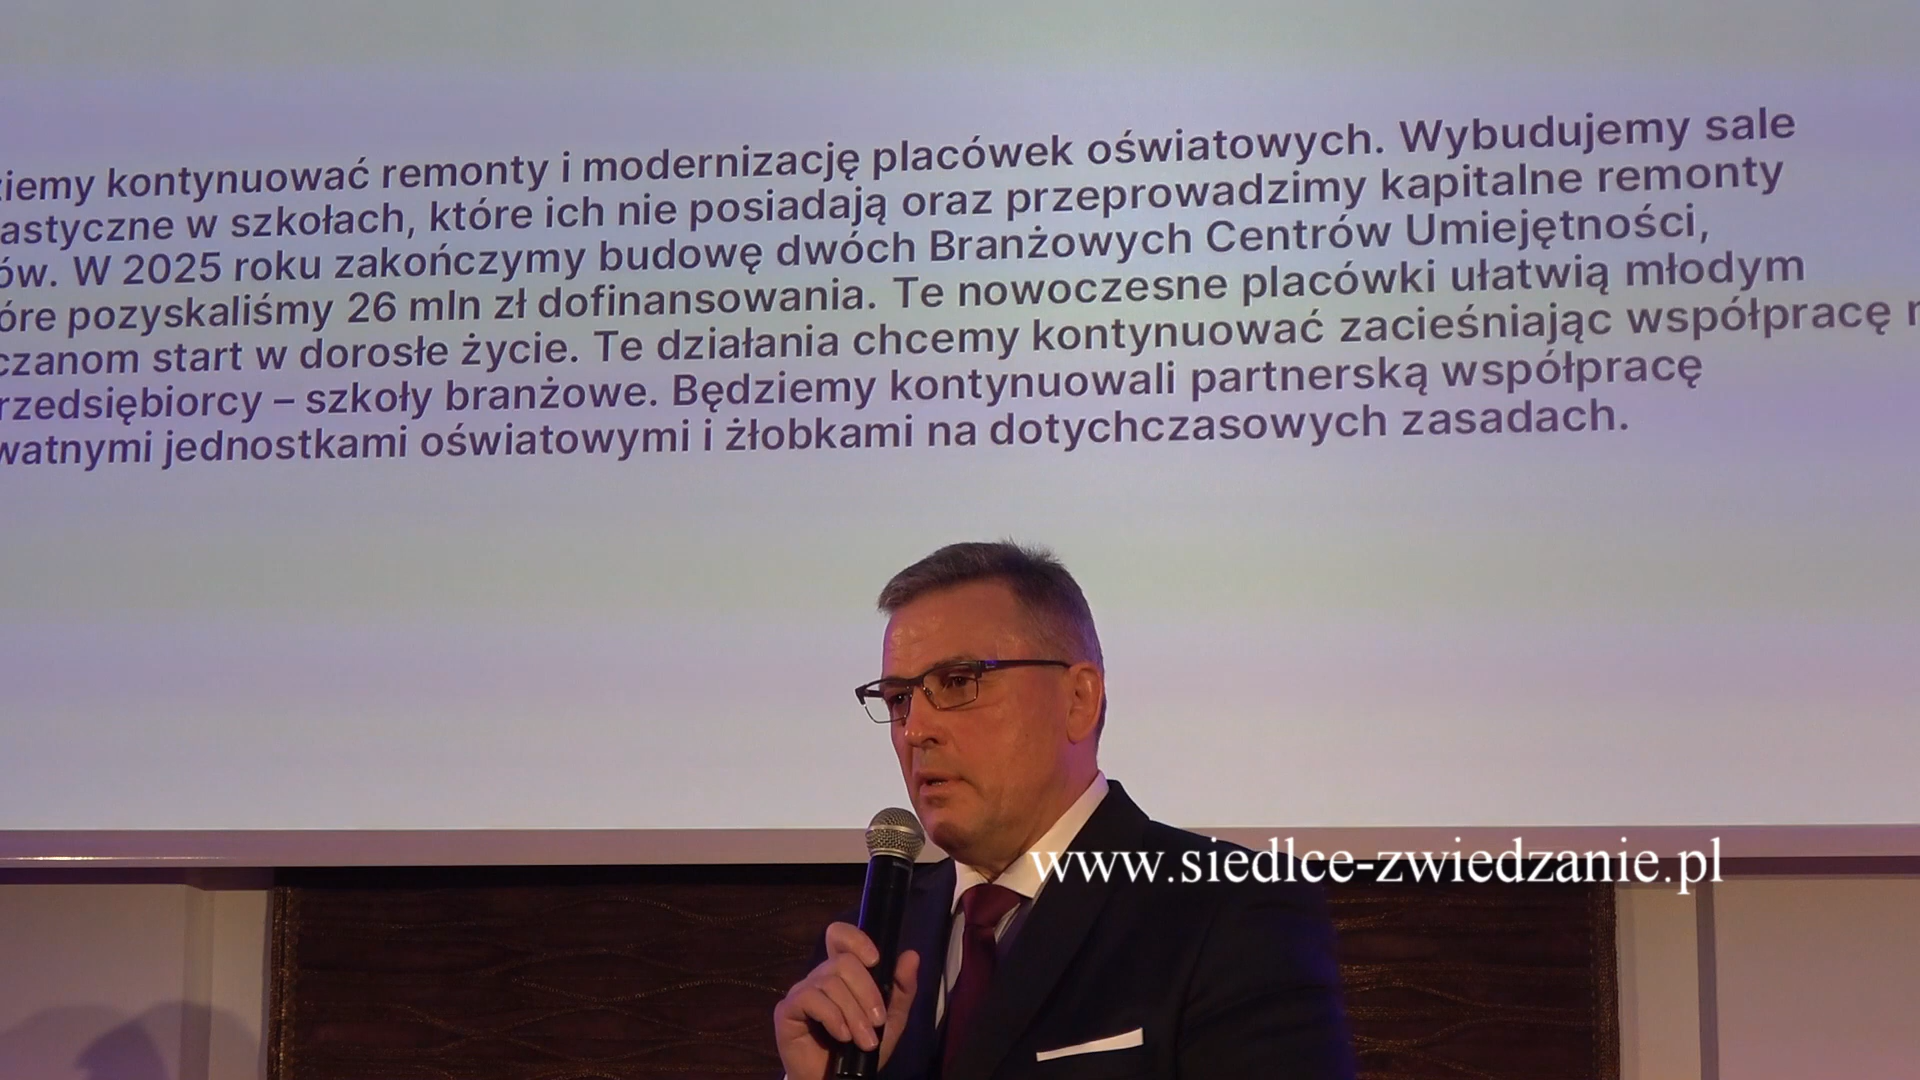 ziemy kontynuować remonty i modernizację placówek oświatowych. Wybudujemy sale
astyczne w szkołach, które ich nie posiadają oraz przeprowadzimy kapitalne remonty
ów. W 2025 roku zakończymy budowę dwóch Branżowych Centrów Umiejętności,
óre pozyskaliśmy 26 mln zł dofinansowania. Te nowoczesne placówki ułatwią młodym
czanom start w dorosłe życie. Te działania chcemy kontynuować zacieśniając współpracę
rzedsiębiorcy – szkoły branżowe. Będziemy kontynuowali partnerską współpracę
watnymi jednostkami oświatowymi i żłobkami na dotychczasowych zasadach.
www.siedlce-zwiedzanie.pl